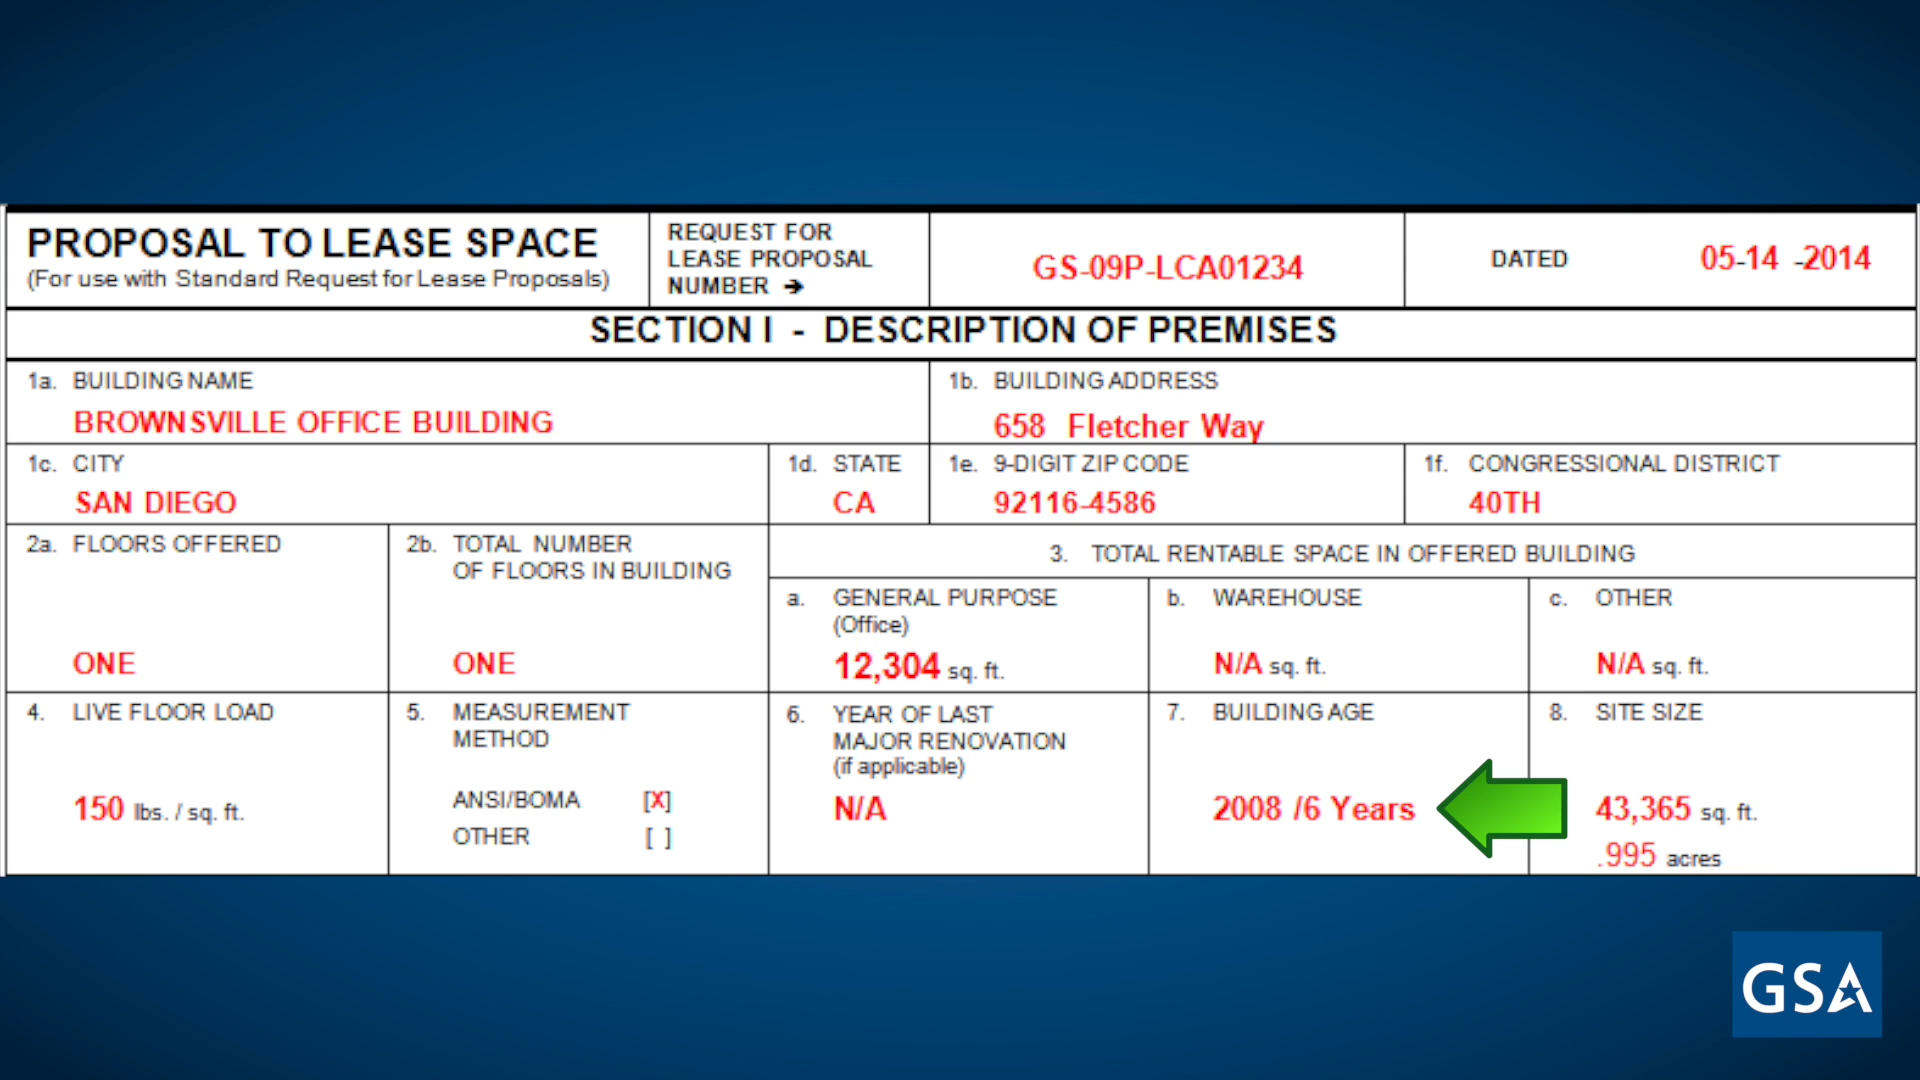 PROPOSAL TO LEASE SPACE
(For use with Standard Request for Lease Proposals)
REQUEST FOR
LEASE PROPOSAL
NUMBER ➔
GS-09P-LCA01234
DATED 05-14 -2014
SECTION I - DESCRIPTION OF PREMISES
1a. BUILDING NAME
BROWNSVILLE OFFICE BUILDING
1b. BUILDING ADDRESS
658 Fletcher Way
1c. CITY
SAN DIEGO
1d. STATE
CA
1e. 9-DIGIT ZIP CODE
92116-4586
1f. CONGRESSIONAL DISTRICT
40TH
2a. FLOORS OFFERED
ONE
2b. TOTAL NUMBER
OF FLOORS IN BUILDING
ONE
3. TOTAL RENTABLE SPACE IN OFFERED BUILDING
a. GENERAL PURPOSE
(Office)
12,304 sq. ft.
b. WAREHOUSE
N/A sq. ft.
c. OTHER
N/A sq. ft.
4. LIVE FLOOR LOAD
150 lbs. / sq. ft.
5. MEASUREMENT
METHOD
ANSI/BOMA [X]
OTHER [ ]
6. YEAR OF LAST
MAJOR RENOVATION
(if applicable)
N/A
7. BUILDING AGE
2008 /6 Years
8. SITE SIZE
43,365 sq. ft.
.995 acres
GSA